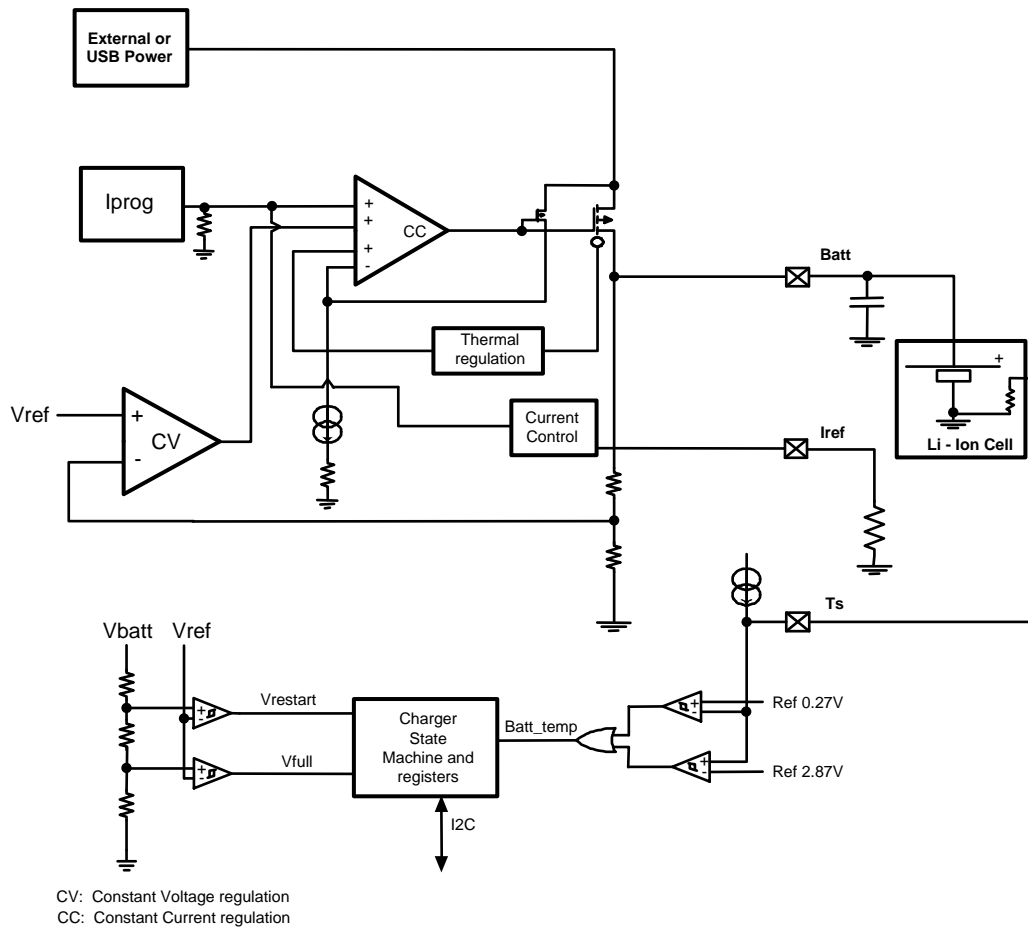 External or
USB Power
Iprog
+
+
+
-
CC
Batt
Thermal
regulation
+
Li - Ion Cell
Vref
+
-
CV
Current
Control
Iref
Ts
Vbatt
Vref
+
-
Vrestart
+
-
Vfull
Charger
State
Machine and
registers
Batt_temp
+
-
Ref 0.27V
+
-
Ref 2.87V
I2C
CV: Constant Voltage regulation
CC: Constant Current regulation